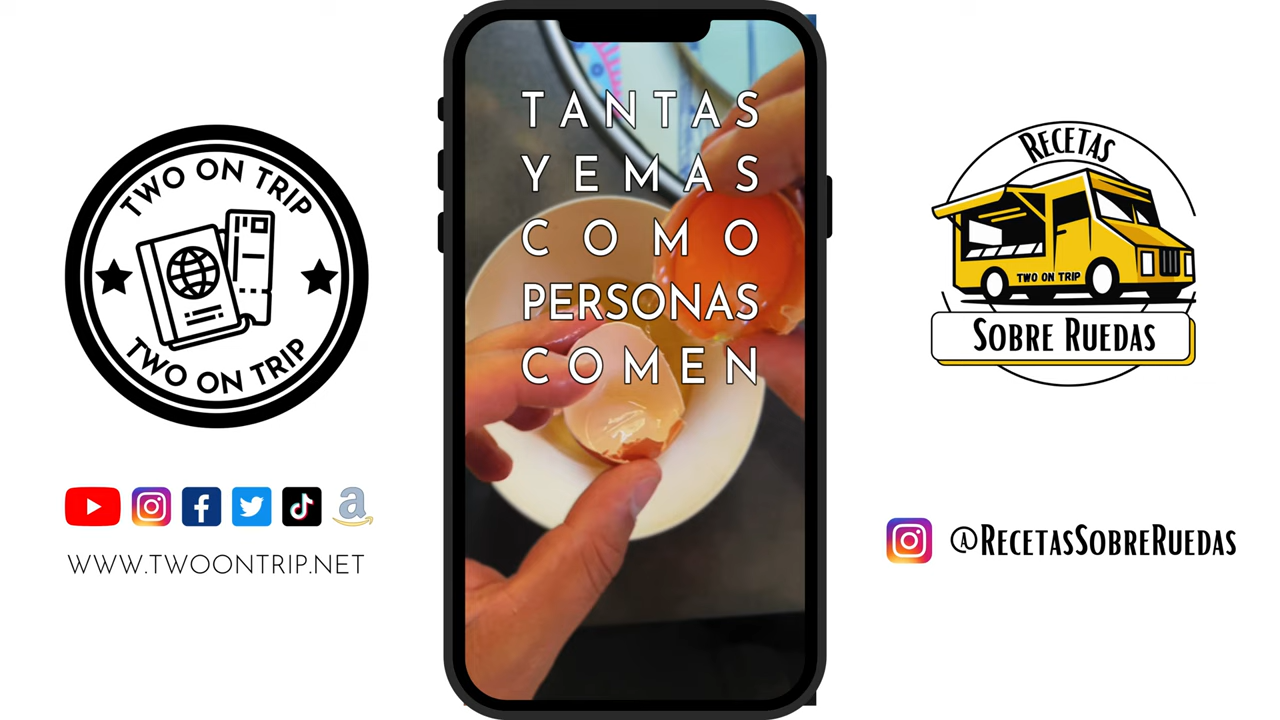 TWO ON TRIP
TWO ON TRIP
WWW.TWOONTRIP.NET
TANTAS
YEMAS
COMO
PERSONAS
COMEN
RECETAS
TWO ON TRIP
SOBRE RUEDAS
@RECETASSOBRERUEDAS